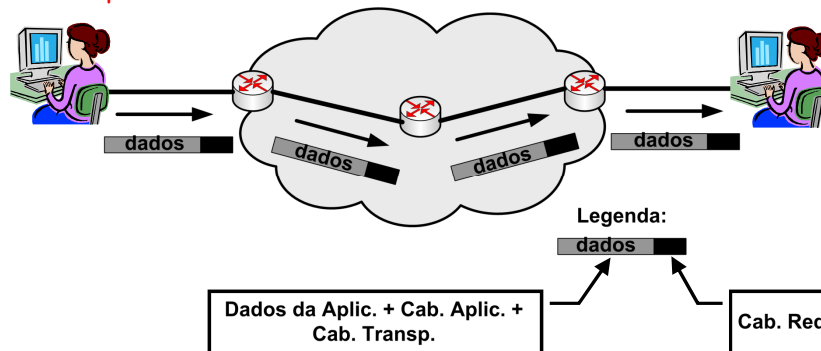 dados
dados
dados
dados
Legenda:
dados
Dados da Aplic. + Cab. Aplic. +
Cab. Transp.
Cab. Red